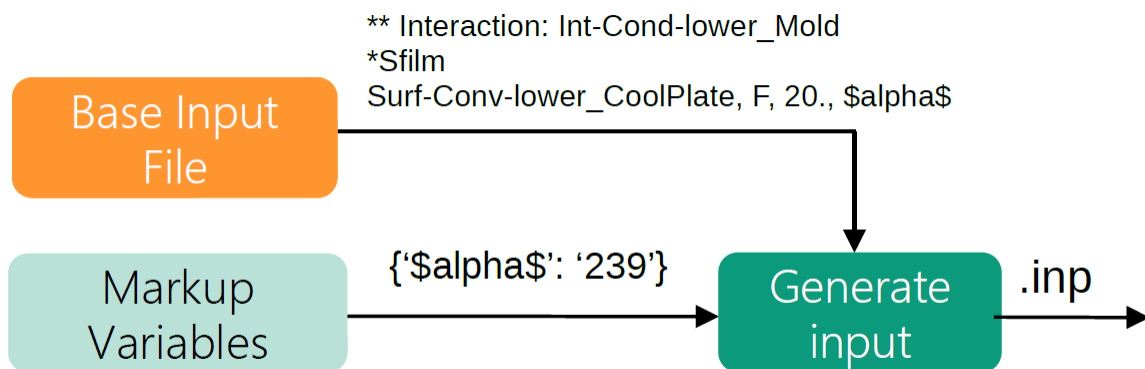 ** Interaction: Int-Cond-lower_Mold
*Sfilm
Surf-Conv-lower_CoolPlate, F, 20., $alpha$
Base Input
File
{‘$alpha$’: ‘239’}
Markup
Variables
Generate
input
.inp